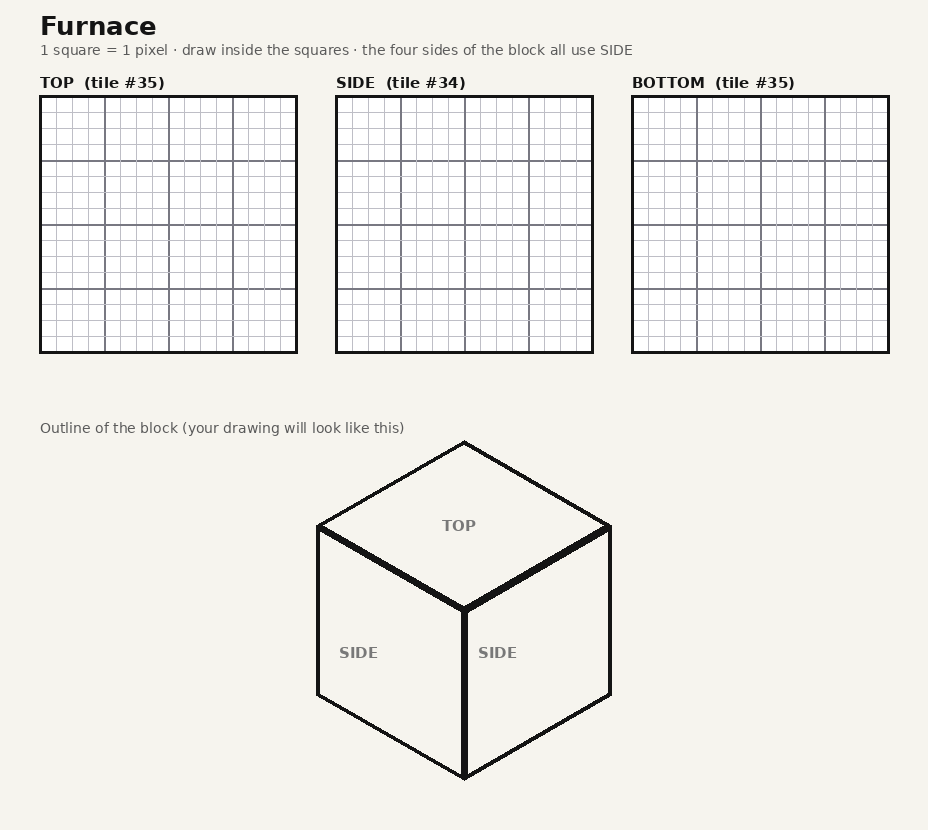 Furnace
1 square = 1 pixel · draw inside the squares · the four sides of the block all use SIDE
TOP (tile #35)
SIDE (tile #34)
BOTTOM (tile #35)
Outline of the block (your drawing will look like this)
TOP
SIDE
SIDE